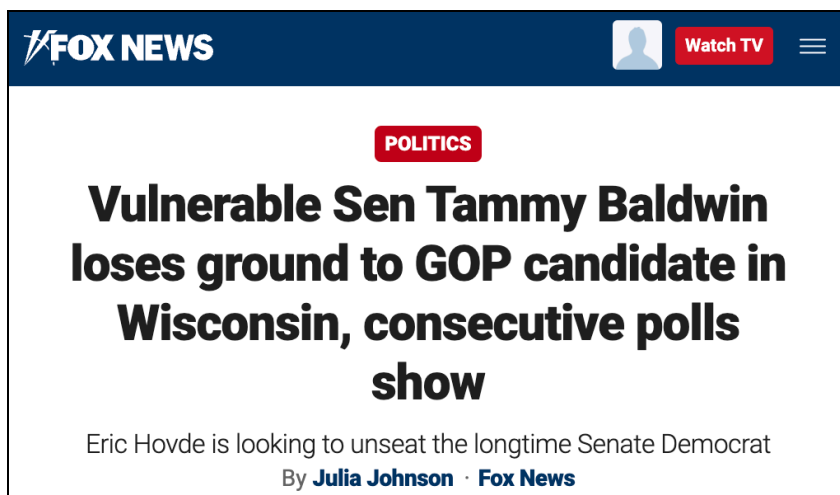 FOX NEWS
Watch TV
POLITICS
Vulnerable Sen Tammy Baldwin
loses ground to GOP candidate in
Wisconsin, consecutive polls
show
Eric Hovde is looking to unseat the longtime Senate Democrat
By Julia Johnson · Fox News